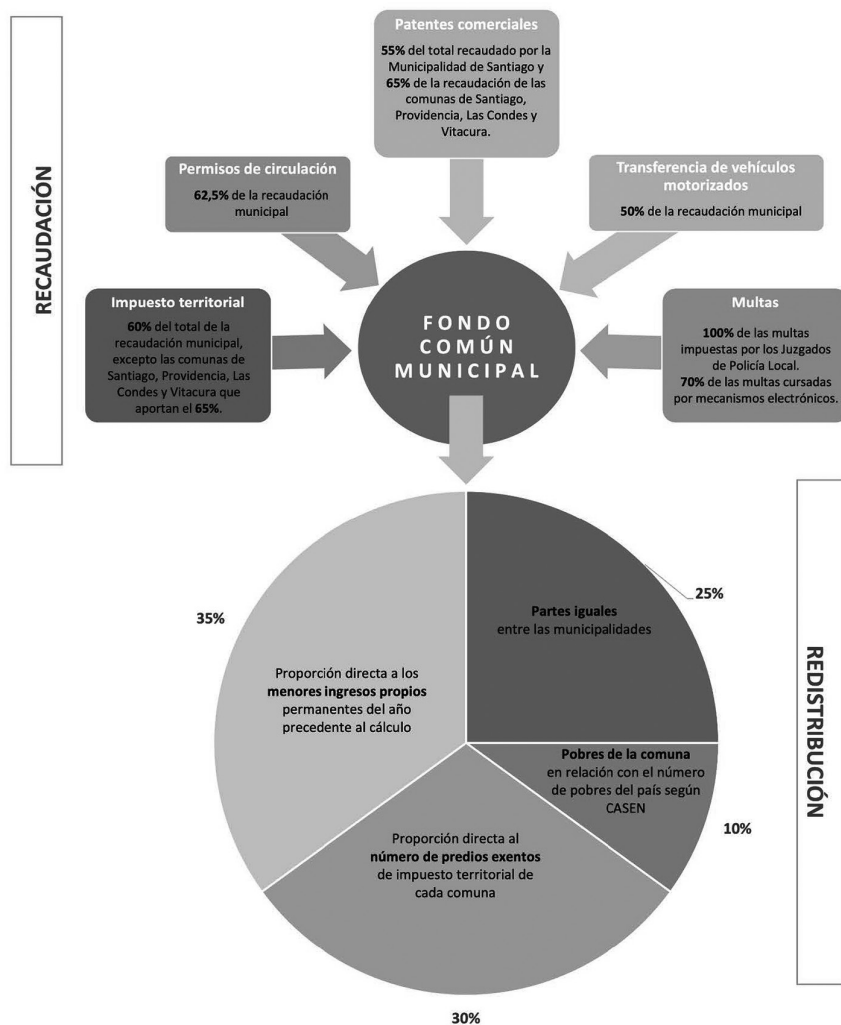 RECAUDACIÓN
Patentes comerciales
55% del total recaudado por la
Municipalidad de Santiago y
65% de la recaudación de las
comunas de Santiago,
Providencia, Las Condes y
Vitacura.
Permisos de circulación
62,5% de la recaudación
municipal
Transferencia de vehículos
motorizados
50% de la recaudación municipal
Impuesto territorial
60% del total de la
recaudación municipal,
excepto las comunas de
Santiago, Providencia, Las
Condes y Vitacura que
aportan el 65%.
FONDO
COMÚN
MUNICIPAL
Multas
100% de las multas
impuestas por los Juzgados
de Policía Local.
70% de las multas cursadas
por mecanismos electrónicos.
REDISTRIBUCIÓN
25%
Partes iguales
entre las municipalidades
35%
Proporción directa a los
menores ingresos propios
permanentes del año
precedente al cálculo
Pobres de la comuna
en relación con el número
de pobres del país según
CASEN
10%
Proporción directa al
número de predios exentos
de impuesto territorial de
cada comuna
30%